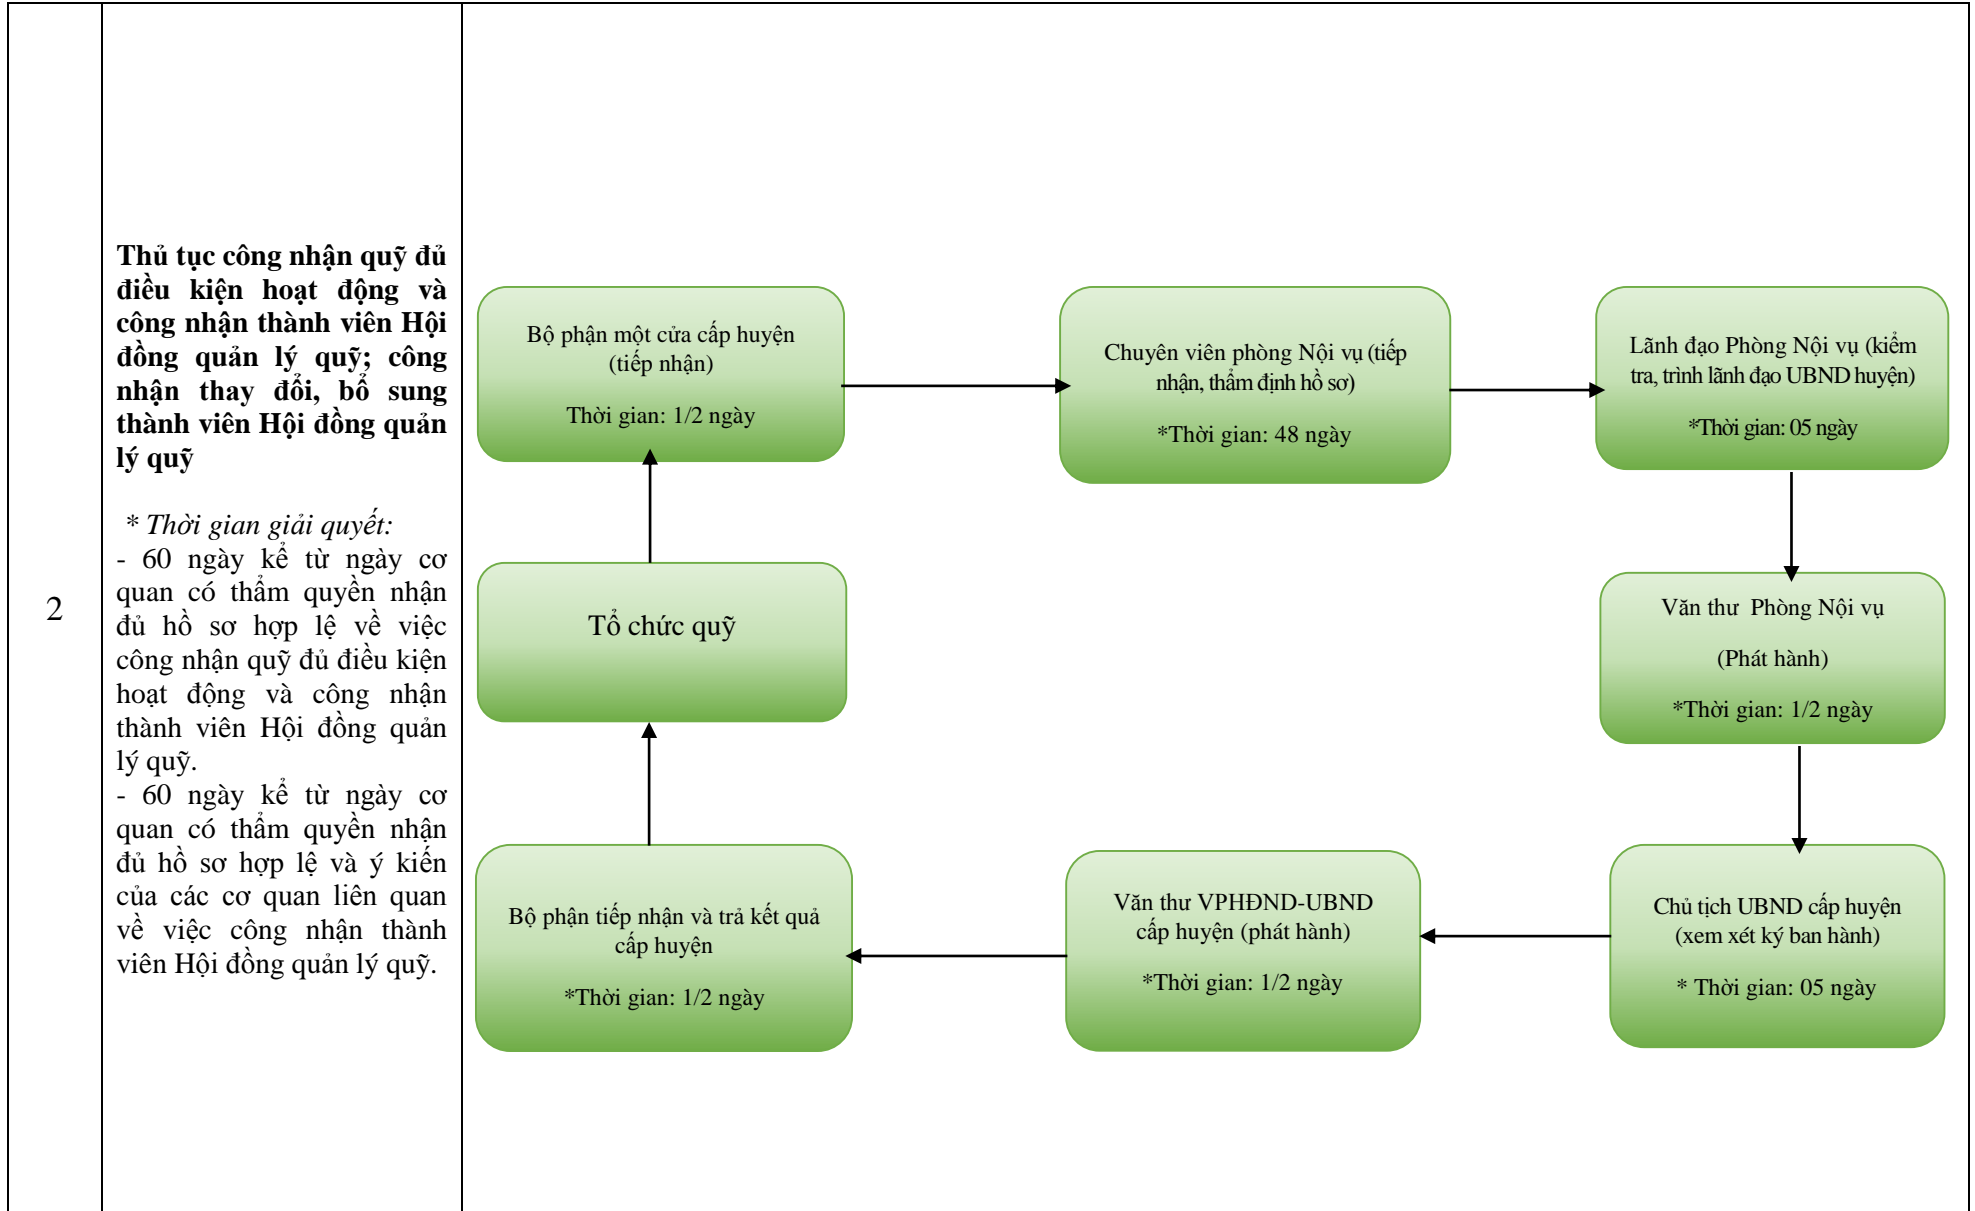 2
Thủ tục công nhận quỹ đủ
điều kiện hoạt động và
công nhận thành viên Hội
đồng quản lý quỹ; công
nhận thay đổi, bổ sung
thành viên Hội đồng quản
lý quỹ
* Thời gian giải quyết:
- 60 ngày kể từ ngày cơ
quan có thẩm quyền nhận
đủ hồ sơ hợp lệ về việc
công nhận quỹ đủ điều kiện
hoạt động và công nhận
thành viên Hội đồng quản
lý quỹ.
- 60 ngày kể từ ngày cơ
quan có thẩm quyền nhận
đủ hồ sơ hợp lệ và ý kiến
của các cơ quan liên quan
về việc công nhận thành
viên Hội đồng quản lý quỹ.
Bộ phận một cửa cấp huyện
(tiếp nhận)
Thời gian: 1/2 ngày
Chuyên viên phòng Nội vụ (tiếp
nhận, thẩm định hồ sơ)
*Thời gian: 48 ngày
Lãnh đạo Phòng Nội vụ (kiểm
tra, trình lãnh đạo UBND huyện)
*Thời gian: 05 ngày
Tổ chức quỹ
Văn thư Phòng Nội vụ
(Phát hành)
*Thời gian: 1/2 ngày
Bộ phận tiếp nhận và trả kết quả
cấp huyện
*Thời gian: 1/2 ngày
Văn thư VPHĐND-UBND
cấp huyện (phát hành)
*Thời gian: 1/2 ngày
Chủ tịch UBND cấp huyện
(xem xét ký ban hành)
* Thời gian: 05 ngày